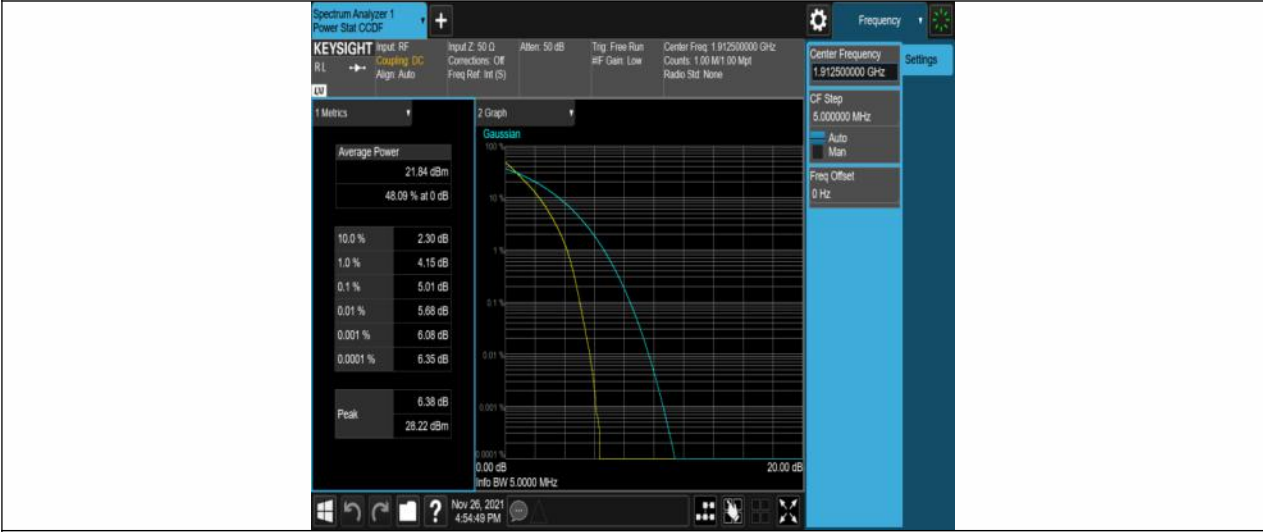 Spectrum Analyzer 1
Power Stat CCDF
+
Frequency
KEYSIGHT
RL
LXI
Input: RF
Coupling: DC
Align: Auto
Input Z: 50 Ω
Corrections: Off
Freq Ref: Int (S)
Atten: 50 dB
Trig: Free Run
#IF Gain: Low
Center Freq: 1.912500000 GHz
Counts: 1.00 M/1.00 Mpt
Radio Std: None
Center Frequency
1.912500000 GHz
Settings
CF Step
5.000000 MHz
Auto
Man
Freq Offset
0 Hz
1 Metrics
Average Power
21.84 dBm
48.09 % at 0 dB
10.0 % 2.30 dB
1.0 % 4.15 dB
0.1 % 5.01 dB
0.01 % 5.68 dB
0.001 % 6.08 dB
0.0001 % 6.35 dB
Peak
6.38 dB
28.22 dBm
2 Graph
Gaussian
100 %
10 %
1 %
0.1 %
0.01 %
0.001 %
0.0001 %
0.00 dB 20.00 dB
Info BW 5.0000 MHz
?
Nov 26, 2021
4:54:49 PM